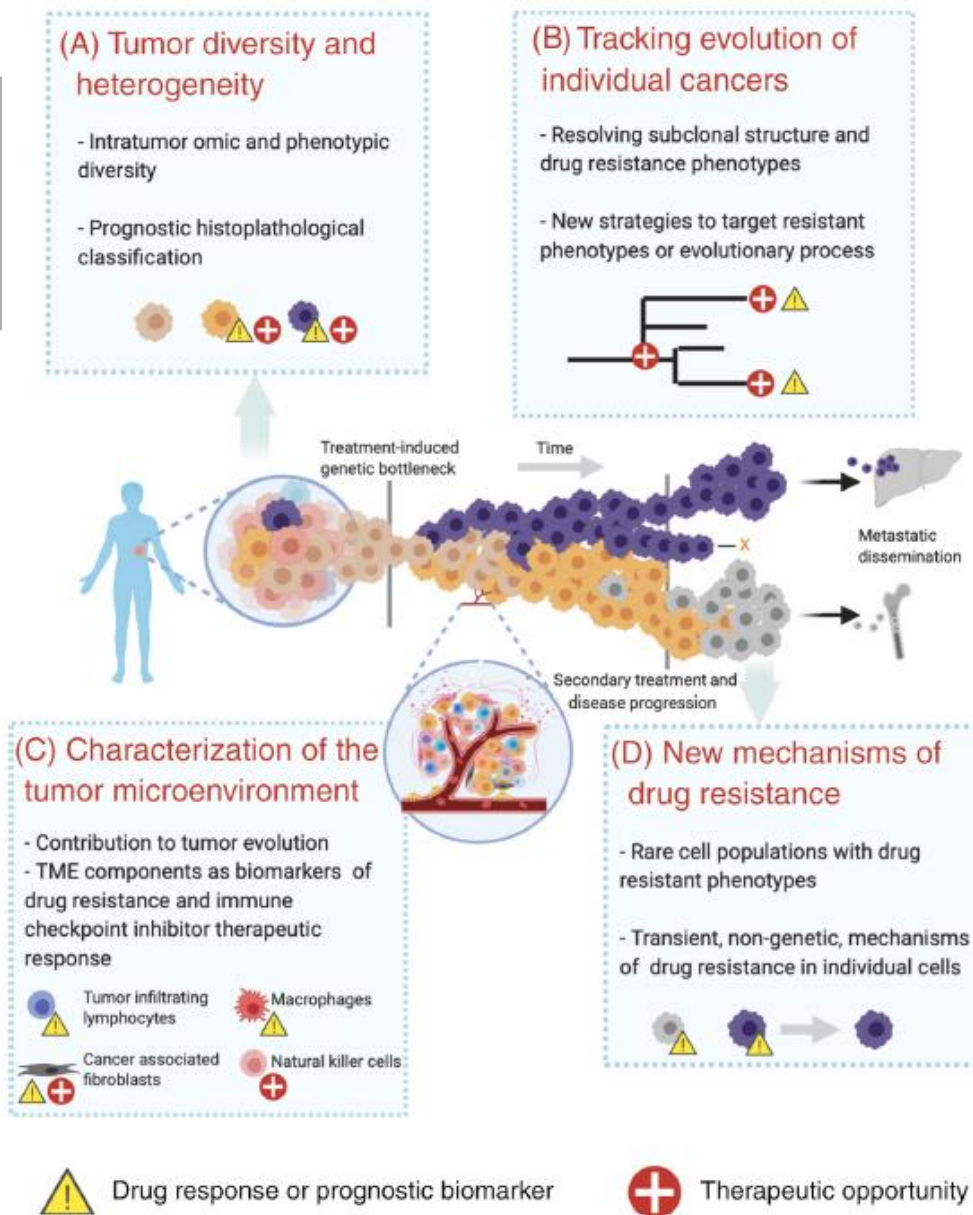 (A) Tumor diversity and
heterogeneity
- Intratumor omic and phenotypic
diversity
- Prognostic histoplathological
classification
(B) Tracking evolution of
individual cancers
- Resolving subclonal structure and
drug resistance phenotypes
- New strategies to target resistant
phenotypes or evolutionary process
Treatment-induced
genetic bottleneck
Time
X
Metastatic
dissemination
Secondary treatment and
disease progression
(C) Characterization of the
tumor microenvironment
- Contribution to tumor evolution
- TME components as biomarkers of
drug resistance and immune
checkpoint inhibitor therapeutic
response
Tumor infiltrating
lymphocytes
Macrophages
Cancer associated
fibroblasts
Natural killer cells
(D) New mechanisms of
drug resistance
- Rare cell populations with drug
resistant phenotypes
- Transient, non-genetic, mechanisms
of drug resistance in individual cells
Drug response or prognostic biomarker
Therapeutic opportunity